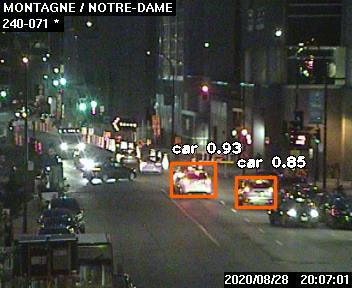 MONTAGNE / NOTRE-DAME
240-071 *
car 0.93
car 0.85
2020/08/28 20:07:01